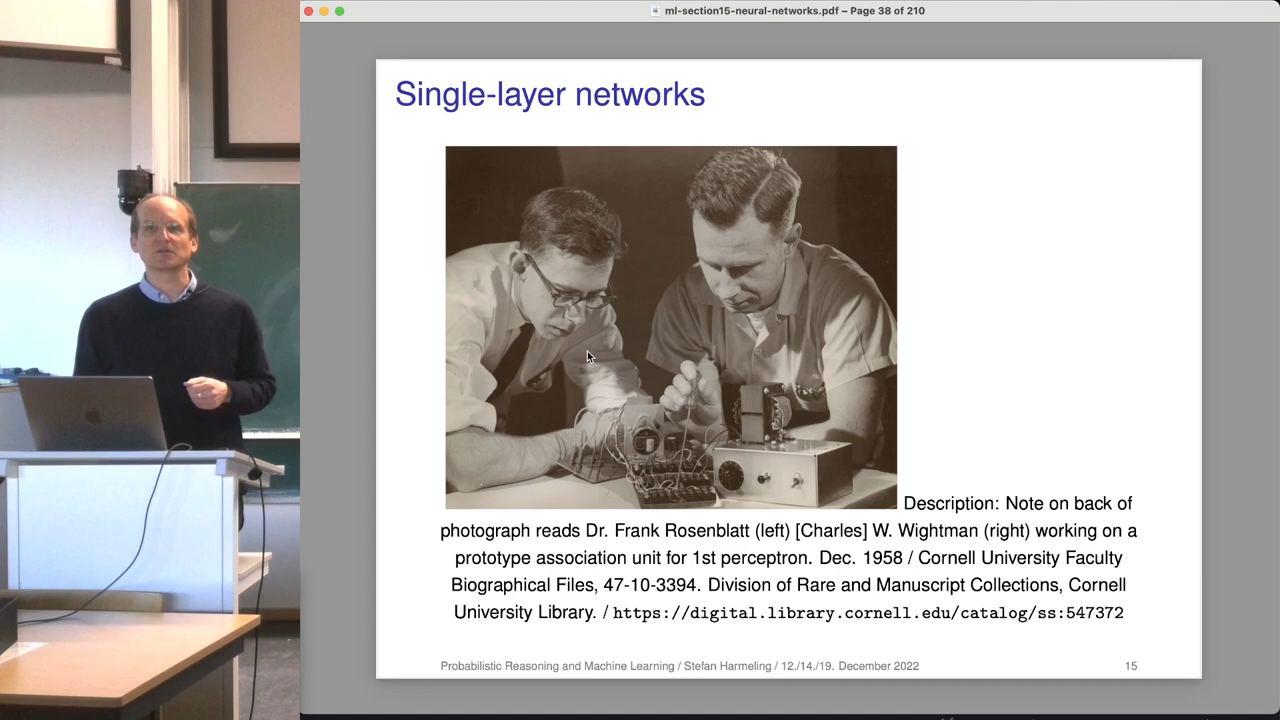 ml-section15-neural-networks.pdf – Page 38 of 210
Single-layer networks
Description: Note on back of
photograph reads Dr. Frank Rosenblatt (left) [Charles] W. Wightman (right) working on a
prototype association unit for 1st perceptron. Dec. 1958 / Cornell University Faculty
Biographical Files, 47-10-3394. Division of Rare and Manuscript Collections, Cornell
University Library. / https://digital.library.cornell.edu/catalog/ss:547372
Probabilistic Reasoning and Machine Learning / Stefan Harmeling / 12./14./19. December 2022
15